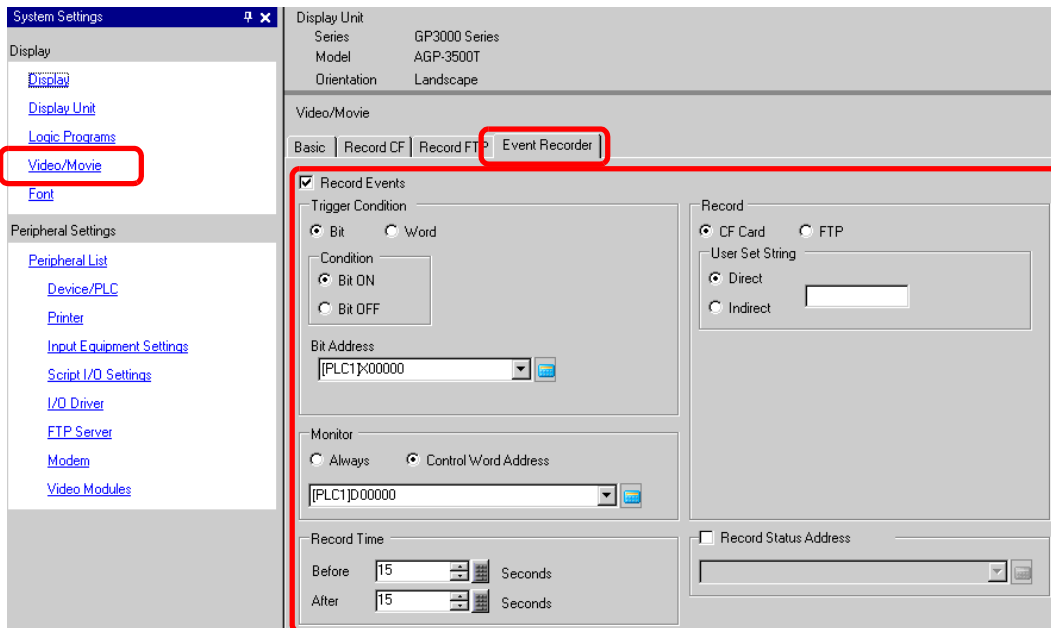 System Settings
Display
Display
Display Unit
Logic Programs
Video/Movie
Font
Peripheral Settings
Peripheral List
Device/PLC
Printer
Input Equipment Settings
Script I/O Settings
I/O Driver
FTP Server
Modem
Video Modules
Display Unit
Series GP3000 Series
Model AGP-3500T
Orientation Landscape
Video/Movie
Basic Record CF Record FTP Event Recorder
Record Events
Trigger Condition
Bit Word
Condition
Bit ON
Bit OFF
Bit Address
[PLC1]X00000
Monitor
Always Control Word Address
[PLC1]D00000
Record Time
Before 15 Seconds
After 15 Seconds
Record
CF Card FTP
User Set String
Direct
Indirect
Record Status Address